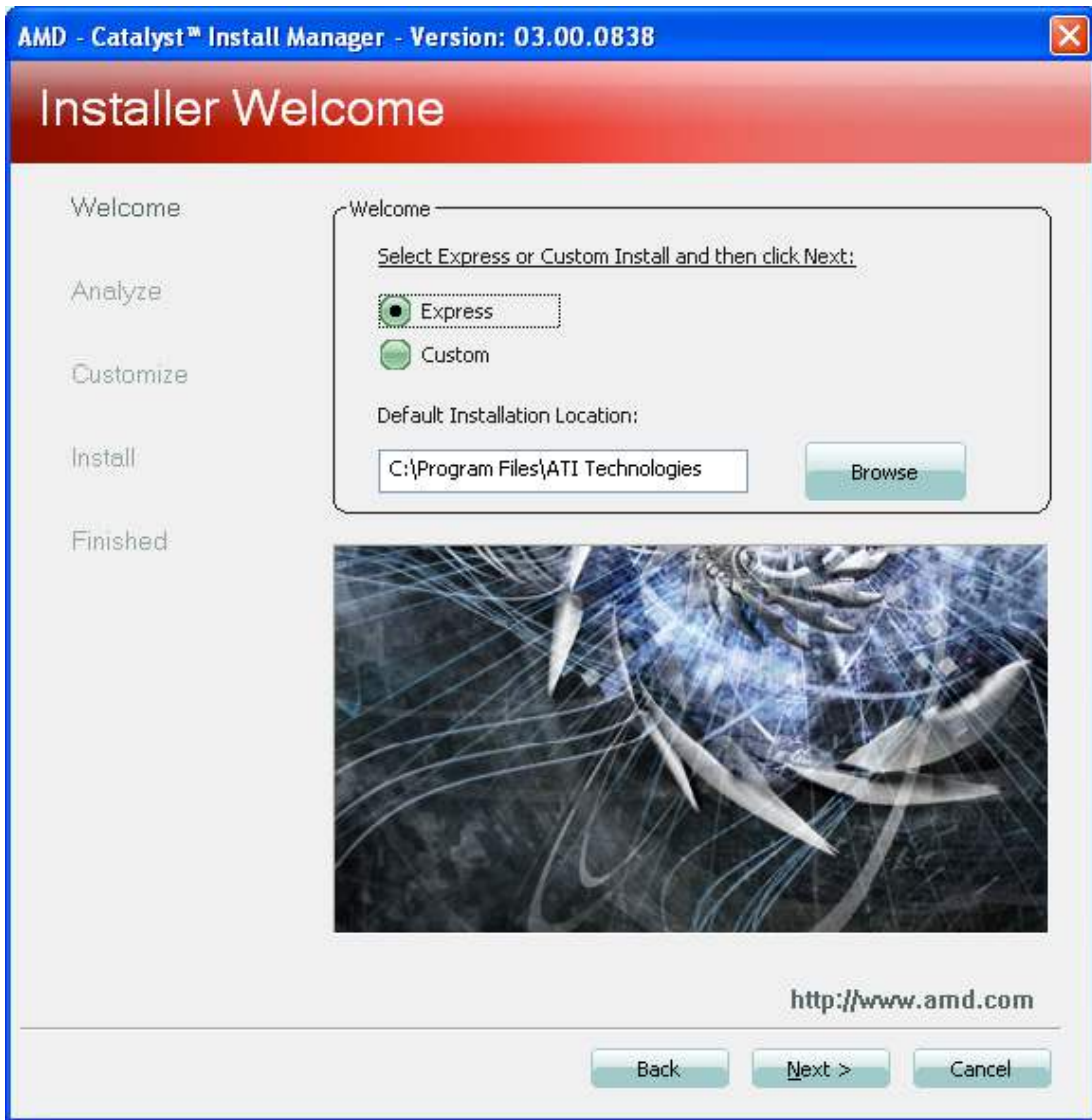 AMD - Catalyst™ Install Manager - Version: 03.00.0838
Installer Welcome
Welcome
Analyze
Customize
Install
Finished
Welcome
Select Express or Custom Install and then click Next:
Express
Custom
Default Installation Location:
C:\Program Files\ATI Technologies
Browse
http://www.amd.com
Back
Next >
Cancel